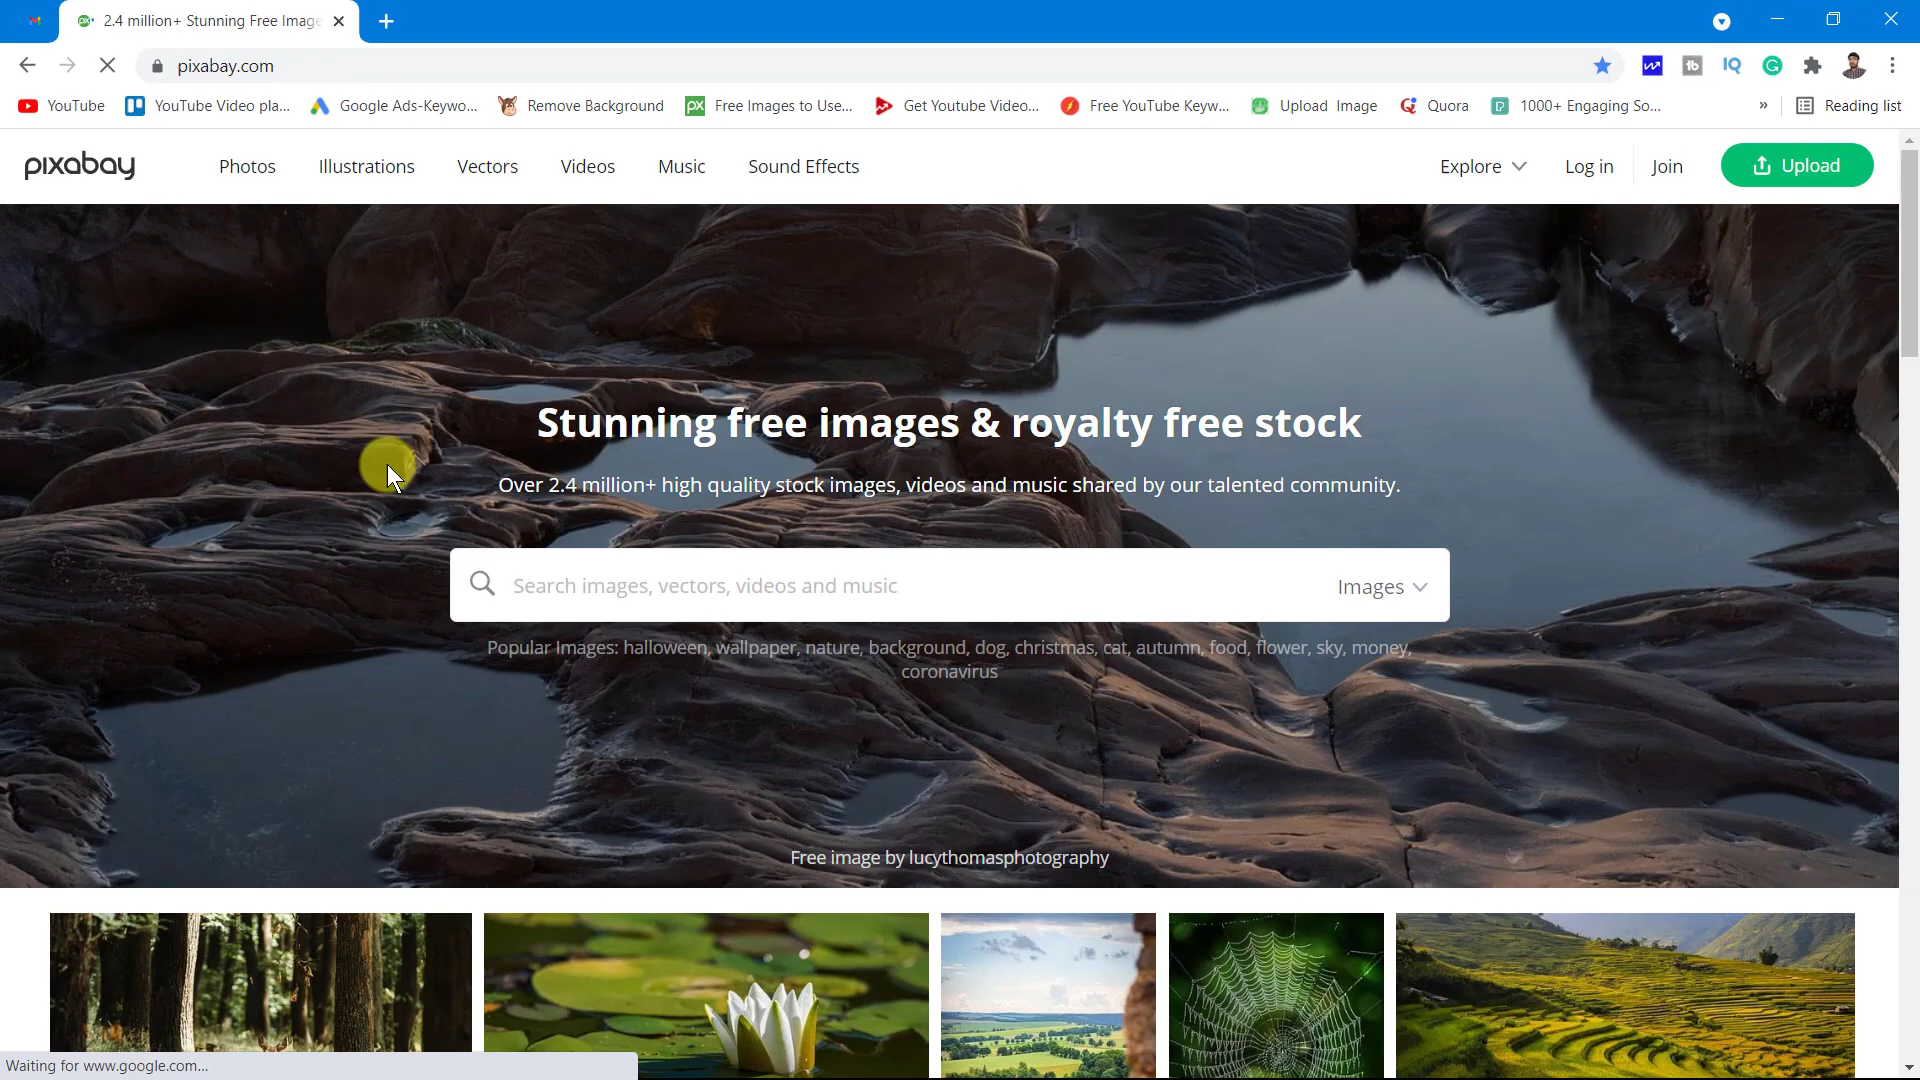 2.4 million+ Stunning Free Image
pixabay.com
YouTube
YouTube Video pla...
Google Ads-Keywo...
Remove Background
Free Images to Use...
Get Youtube Video...
Free YouTube Keyw...
Upload Image
Quora
1000+ Engaging So...
»
Reading list
pixabay
Photos
Illustrations
Vectors
Videos
Music
Sound Effects
Explore
Log in
Join
Upload
Stunning free images & royalty free stock
Over 2.4 million+ high quality stock images, videos and music shared by our talented community.
Search images, vectors, videos and music
Images
Popular Images: halloween, wallpaper, nature, background, dog, christmas, cat, autumn, food, flower, sky, money,
coronavirus
Free image by lucythomasphotography
Waiting for www.google.com...